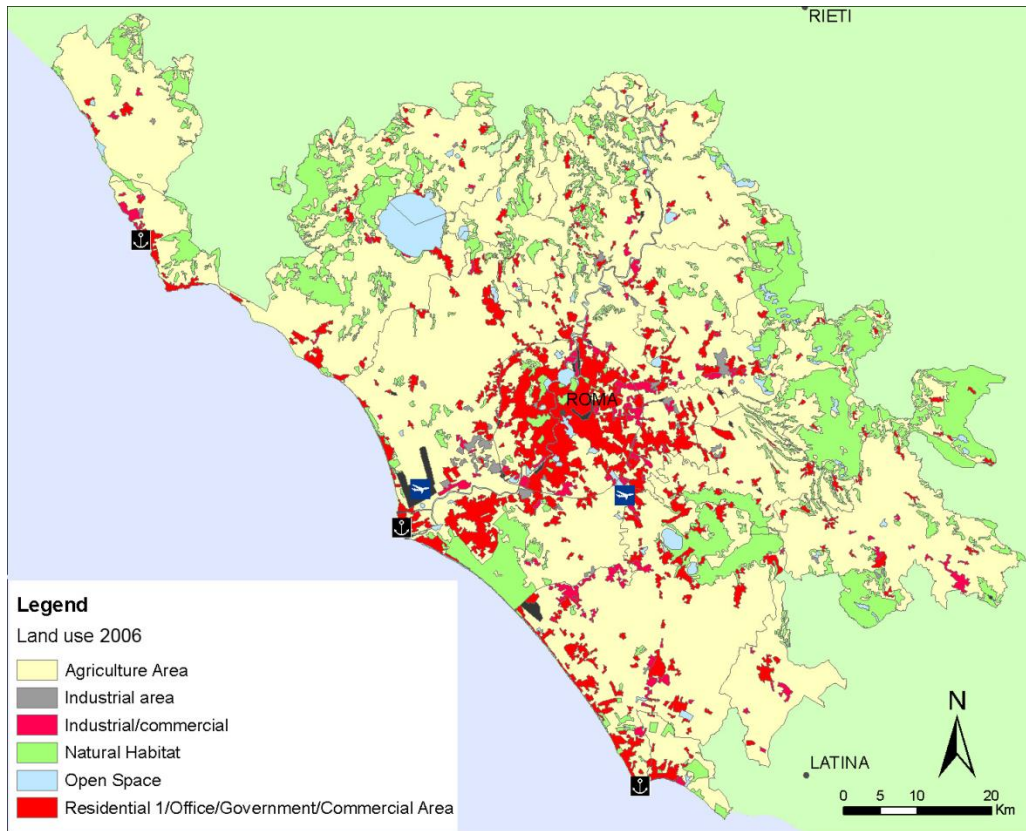 RIETI
ROMA
Legend
Land use 2006
Agriculture Area
Industrial area
Industrial/commercial
Natural Habitat
Open Space
Residential 1/Office/Government/Commercial Area
N
LATINA
0 5 10 20
Km